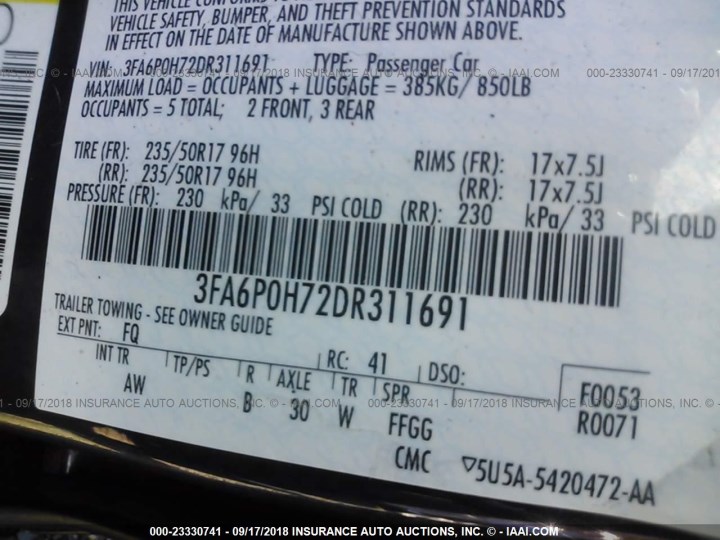 THIS VEHICLE CONFORMS TO
VEHICLE SAFETY, BUMPER, AND THEFT PREVENTION STANDARDS
IN EFFECT ON THE DATE OF MANUFACTURE SHOWN ABOVE.
VIN: 3FA6P0H72DR311691 TYPE: Passenger Car
MAXIMUM LOAD = OCCUPANTS + LUGGAGE = 385KG/ 850LB
OCCUPANTS = 5 TOTAL; 2 FRONT, 3 REAR
TIRE (FR): 235/50R17 96H RIMS (FR): 17x7.5J
(RR): 235/50R17 96H (RR): 17x7.5J
PRESSURE (FR): 230 kPa/ 33 PSI COLD (RR): 230 kPa/ 33 PSI COLD
3FA6P0H72DR311691
TRAILER TOWING - SEE OWNER GUIDE
EXT PNT: FQ RC: 41 DSO:
INT TR TP/PS R AXLE TR SPR F0053
AW B 30 W FFGG R0071
CMC ▽5U5A-5420472-AA
000-23330741 - 09/17/2018 INSURANCE AUTO AUCTIONS, INC. - © IAAI.COM